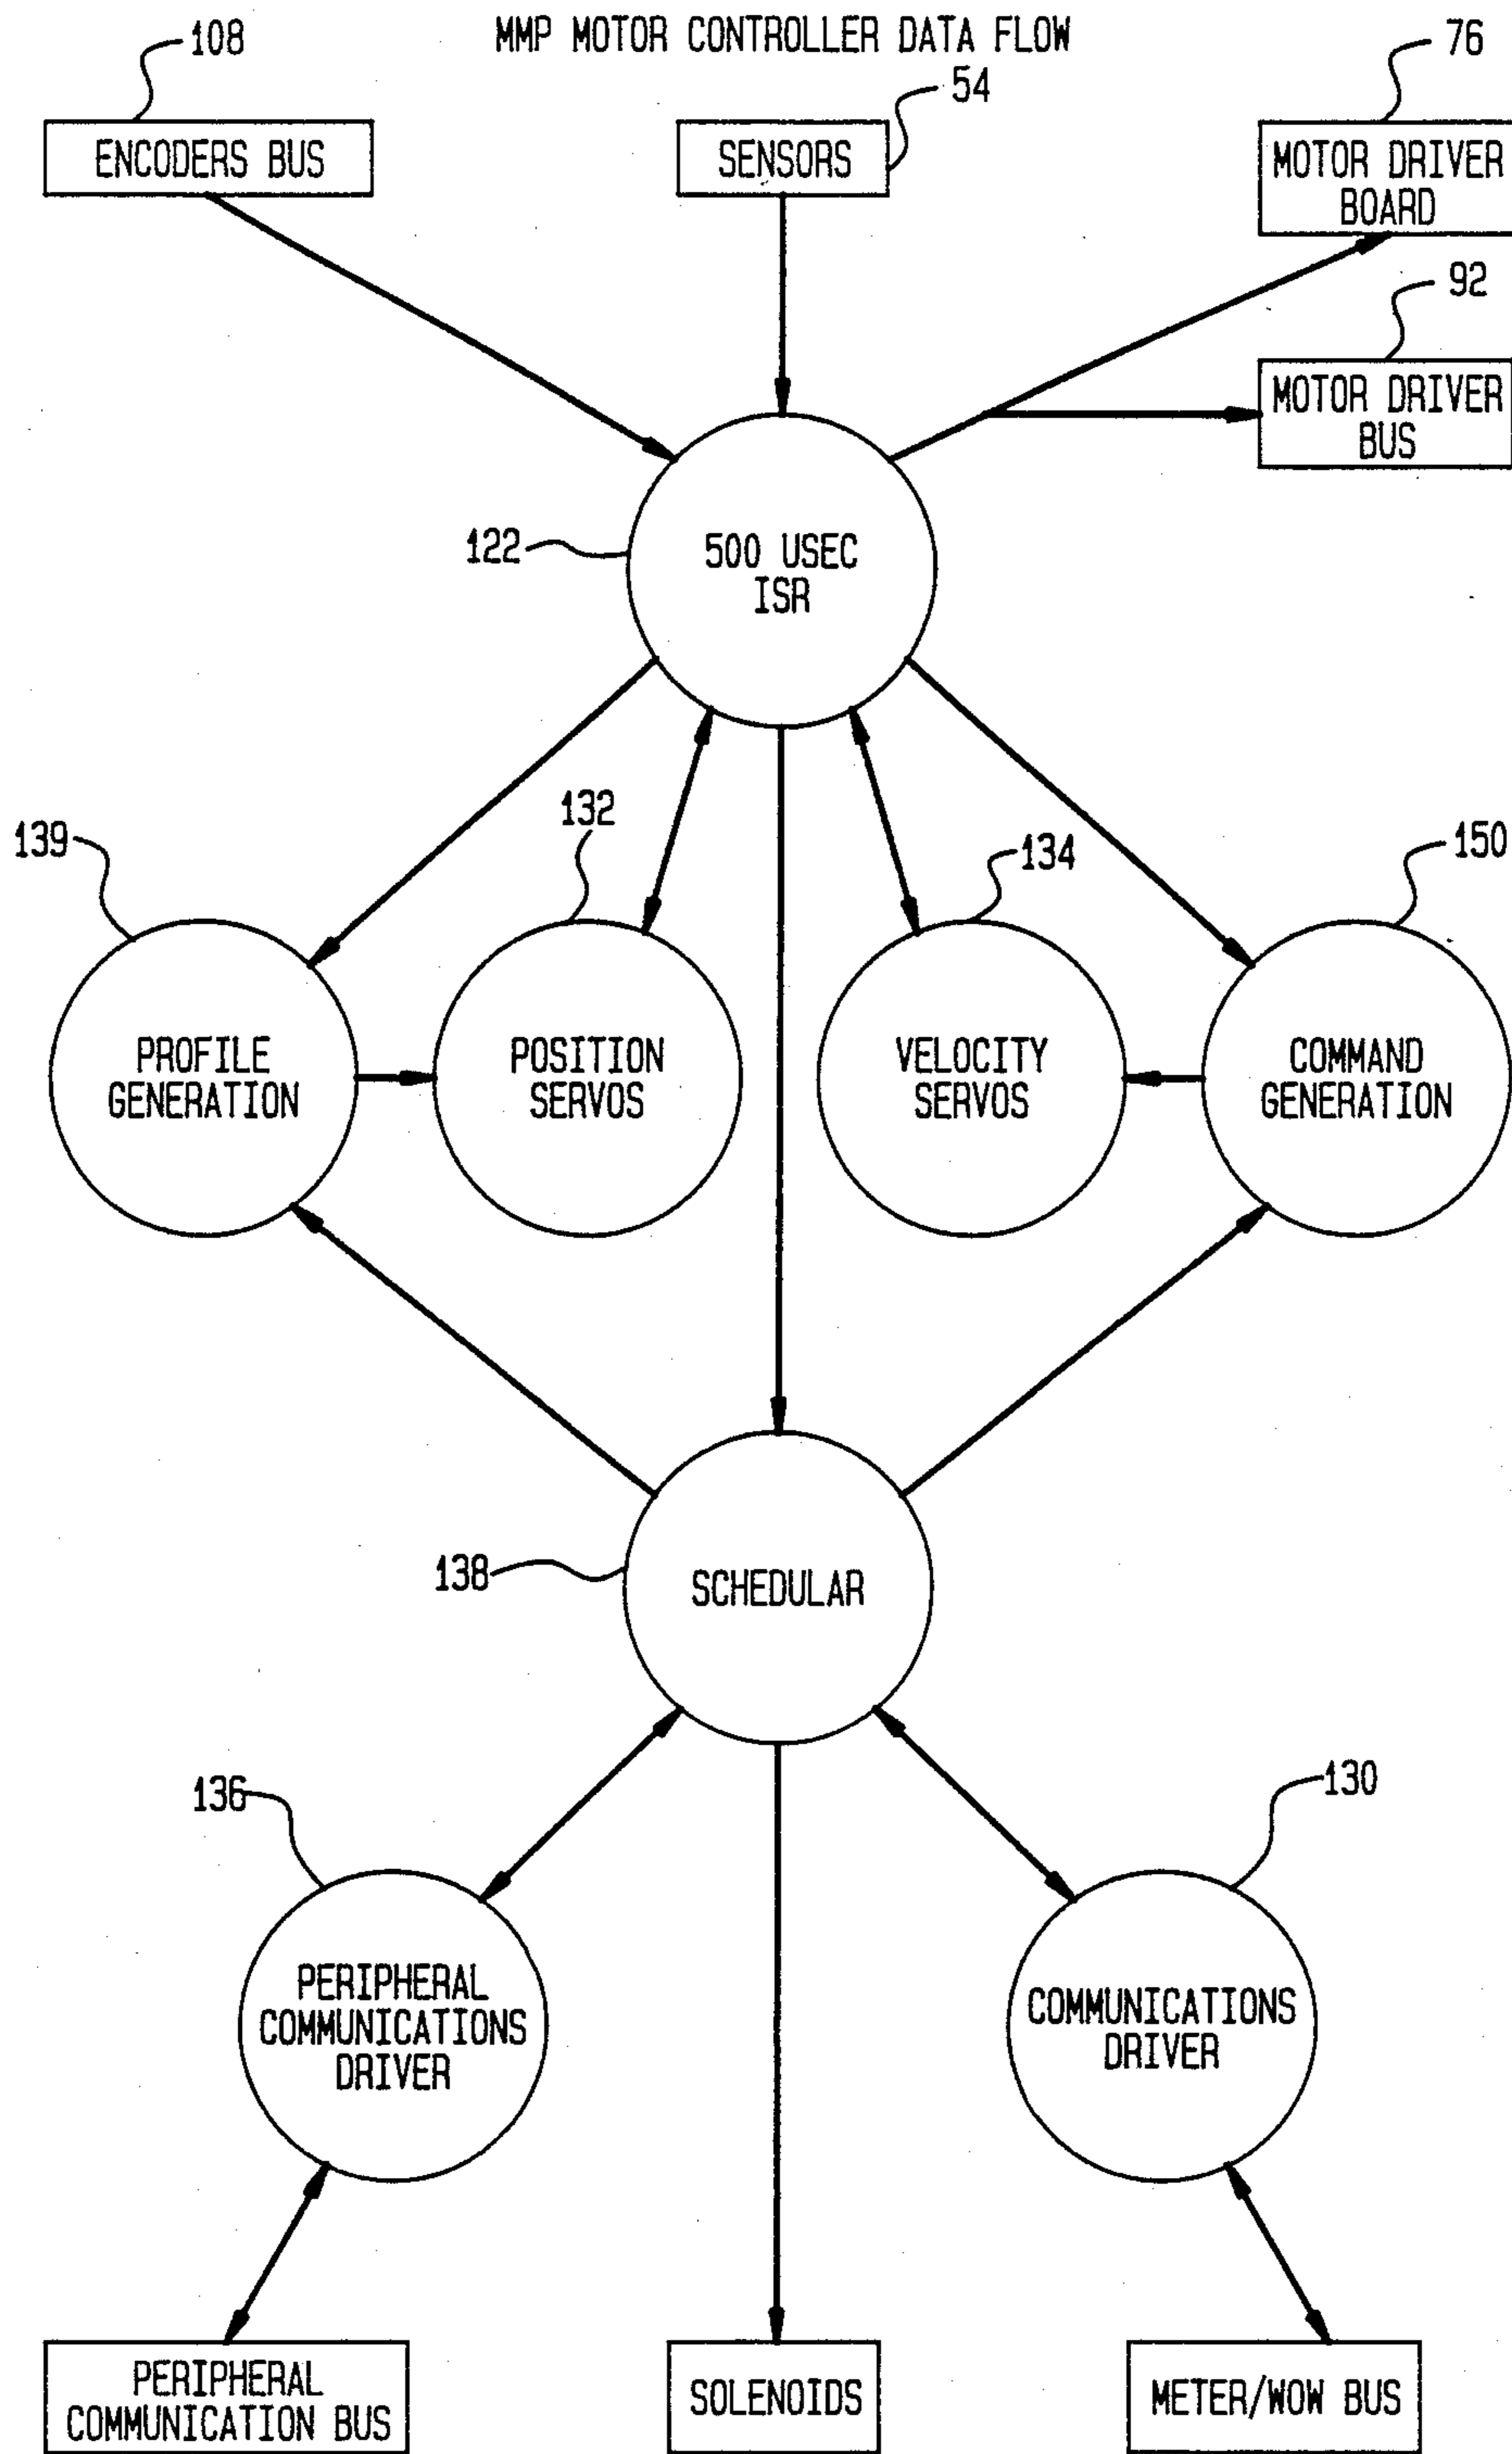 108
MMP MOTOR CONTROLLER DATA FLOW
76
54
ENCODERS BUS
SENSORS
MOTOR DRIVER
BOARD
92
MOTOR DRIVER
BUS
122
500 USEC
ISR
139
132
134
150
PROFILE
GENERATION
POSITION
SERVOS
VELOCITY
SERVOS
COMMAND
GENERATION
138
SCHEDULAR
136
130
PERIPHERAL
COMMUNICATIONS
DRIVER
COMMUNICATIONS
DRIVER
PERIPHERAL
COMMUNICATION BUS
SOLENOIDS
METER/WOW BUS